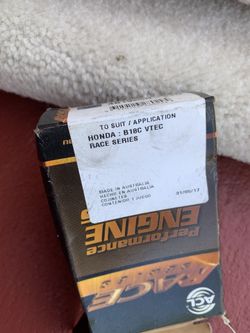 TO SUIT / APPLICATION
HONDA : B18C VTEC
RACE SERIES
MADE IN AUSTRALIA
HECHO EN AUSTRALIA
CONTENIDO 1 JUEGO
Performance
ENGINE
RACE
SERIES
ACL